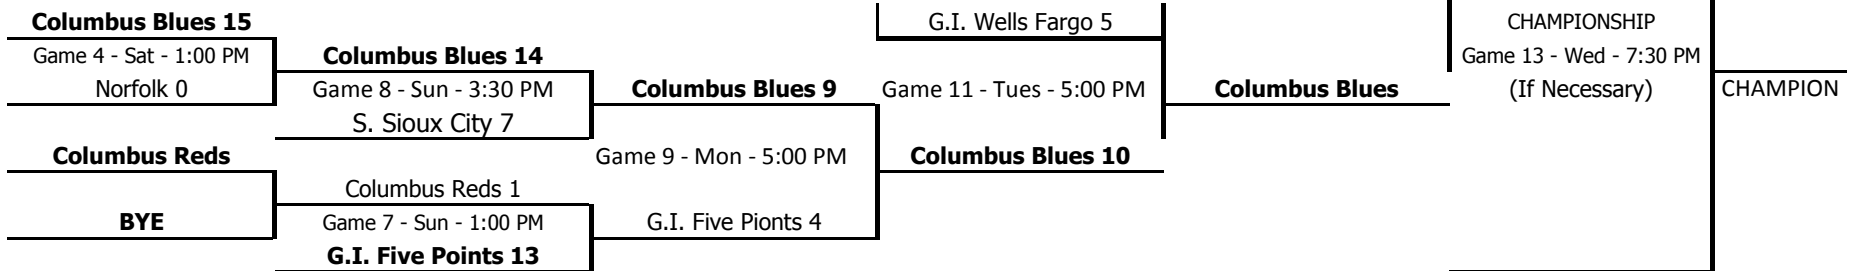 Columbus Blues 15
G.I. Wells Fargo 5
CHAMPIONSHIP
Game 4 - Sat - 1:00 PM
Columbus Blues 14
Game 13 - Wed - 7:30 PM
Norfolk 0
Game 8 - Sun - 3:30 PM
Columbus Blues 9
Game 11 - Tues - 5:00 PM
Columbus Blues
(If Necessary)
CHAMPION
S. Sioux City 7
Columbus Reds
Game 9 - Mon - 5:00 PM
Columbus Blues 10
Columbus Reds 1
BYE
Game 7 - Sun - 1:00 PM
G.I. Five Pionts 4
G.I. Five Points 13